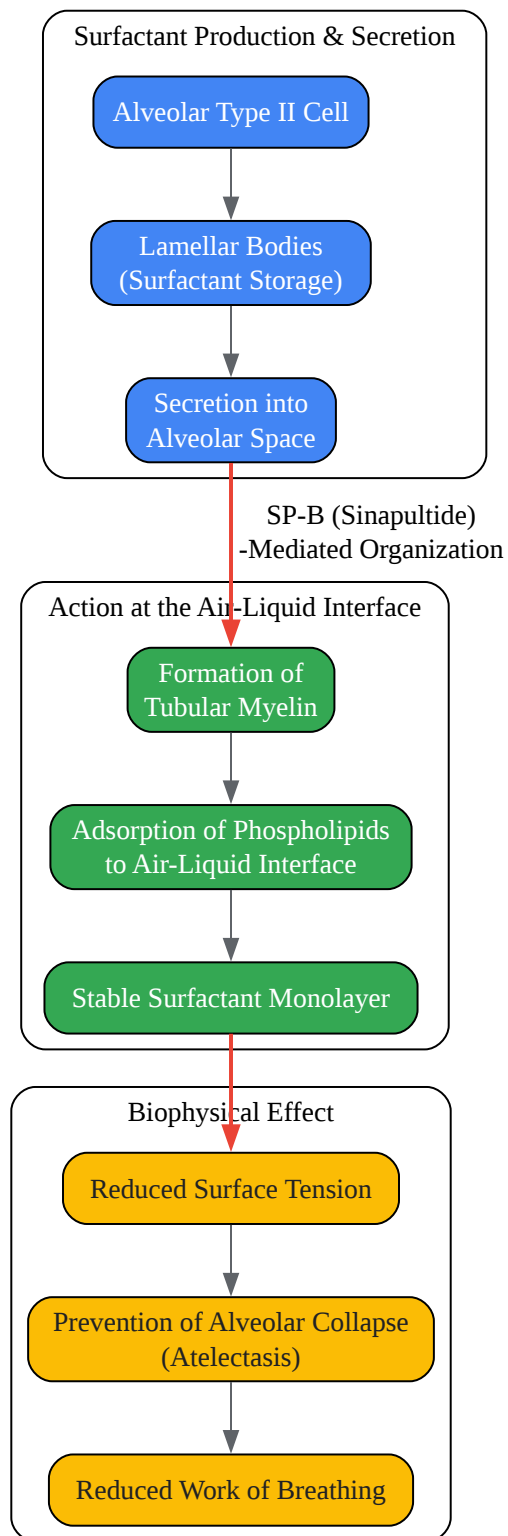 Surfactant Production & Secretion
Alveolar Type II Cell
Lamellar Bodies
(Surfactant Storage)
Secretion into
Alveolar Space
SP-B (Sinapultide)
-Mediated Organization
Action at the Air-Liquid Interface
Formation of
Tubular Myelin
Adsorption of Phospholipids
to Air-Liquid Interface
Stable Surfactant Monolayer
Biophysical Effect
Reduced Surface Tension
Prevention of Alveolar Collapse
(Atelectasis)
Reduced Work of Breathing